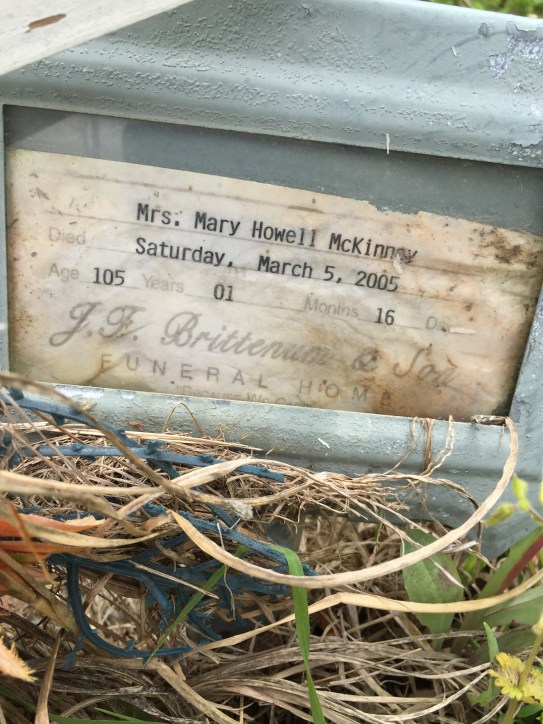 Mrs. Mary Howell McKinney
Died Saturday, March 5, 2005
Age 105 Years 01 Months 16
J.F. Brittenum & Son
FUNERAL HOME